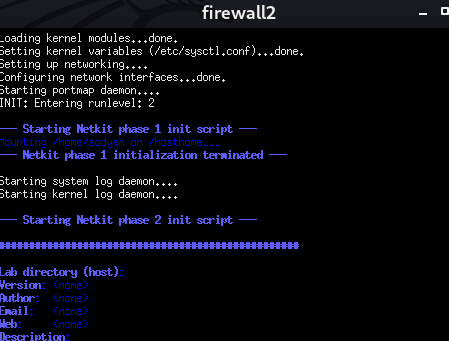 firewall2
Loading kernel modules...done.
Setting kernel variables (/etc/sysctl.conf)...done.
Setting up networking....
Configuring network interfaces...done.
Starting portmap daemon....
INIT: Entering runlevel: 2
--- Starting Netkit phase 1 init script ---
Mounting /home/sodyam on /hosthome...
--- Netkit phase 1 initialization terminated ---
Starting system log daemon....
Starting kernel log daemon....
--- Starting Netkit phase 2 init script ---
##################################################
Lab directory (host):
Version: <none>
Author: <none>
Email: <none>
Web: <none>
Description: